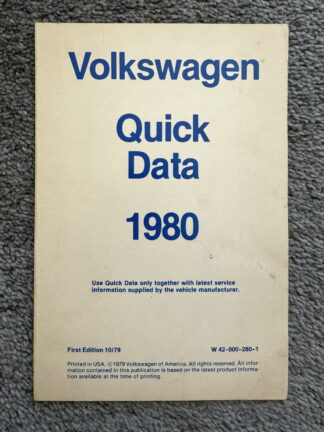 Volkswagen
Quick
Data
1980
Use Quick Data only together with latest service
information supplied by the vehicle manufacturer.
First Edition 10/79 W 42-000-280-1
Printed in USA. © 1979 Volkswagen of America. All rights reserved. All infor-
mation contained in this publication is based on the latest product informa-
tion available at the time of printing.